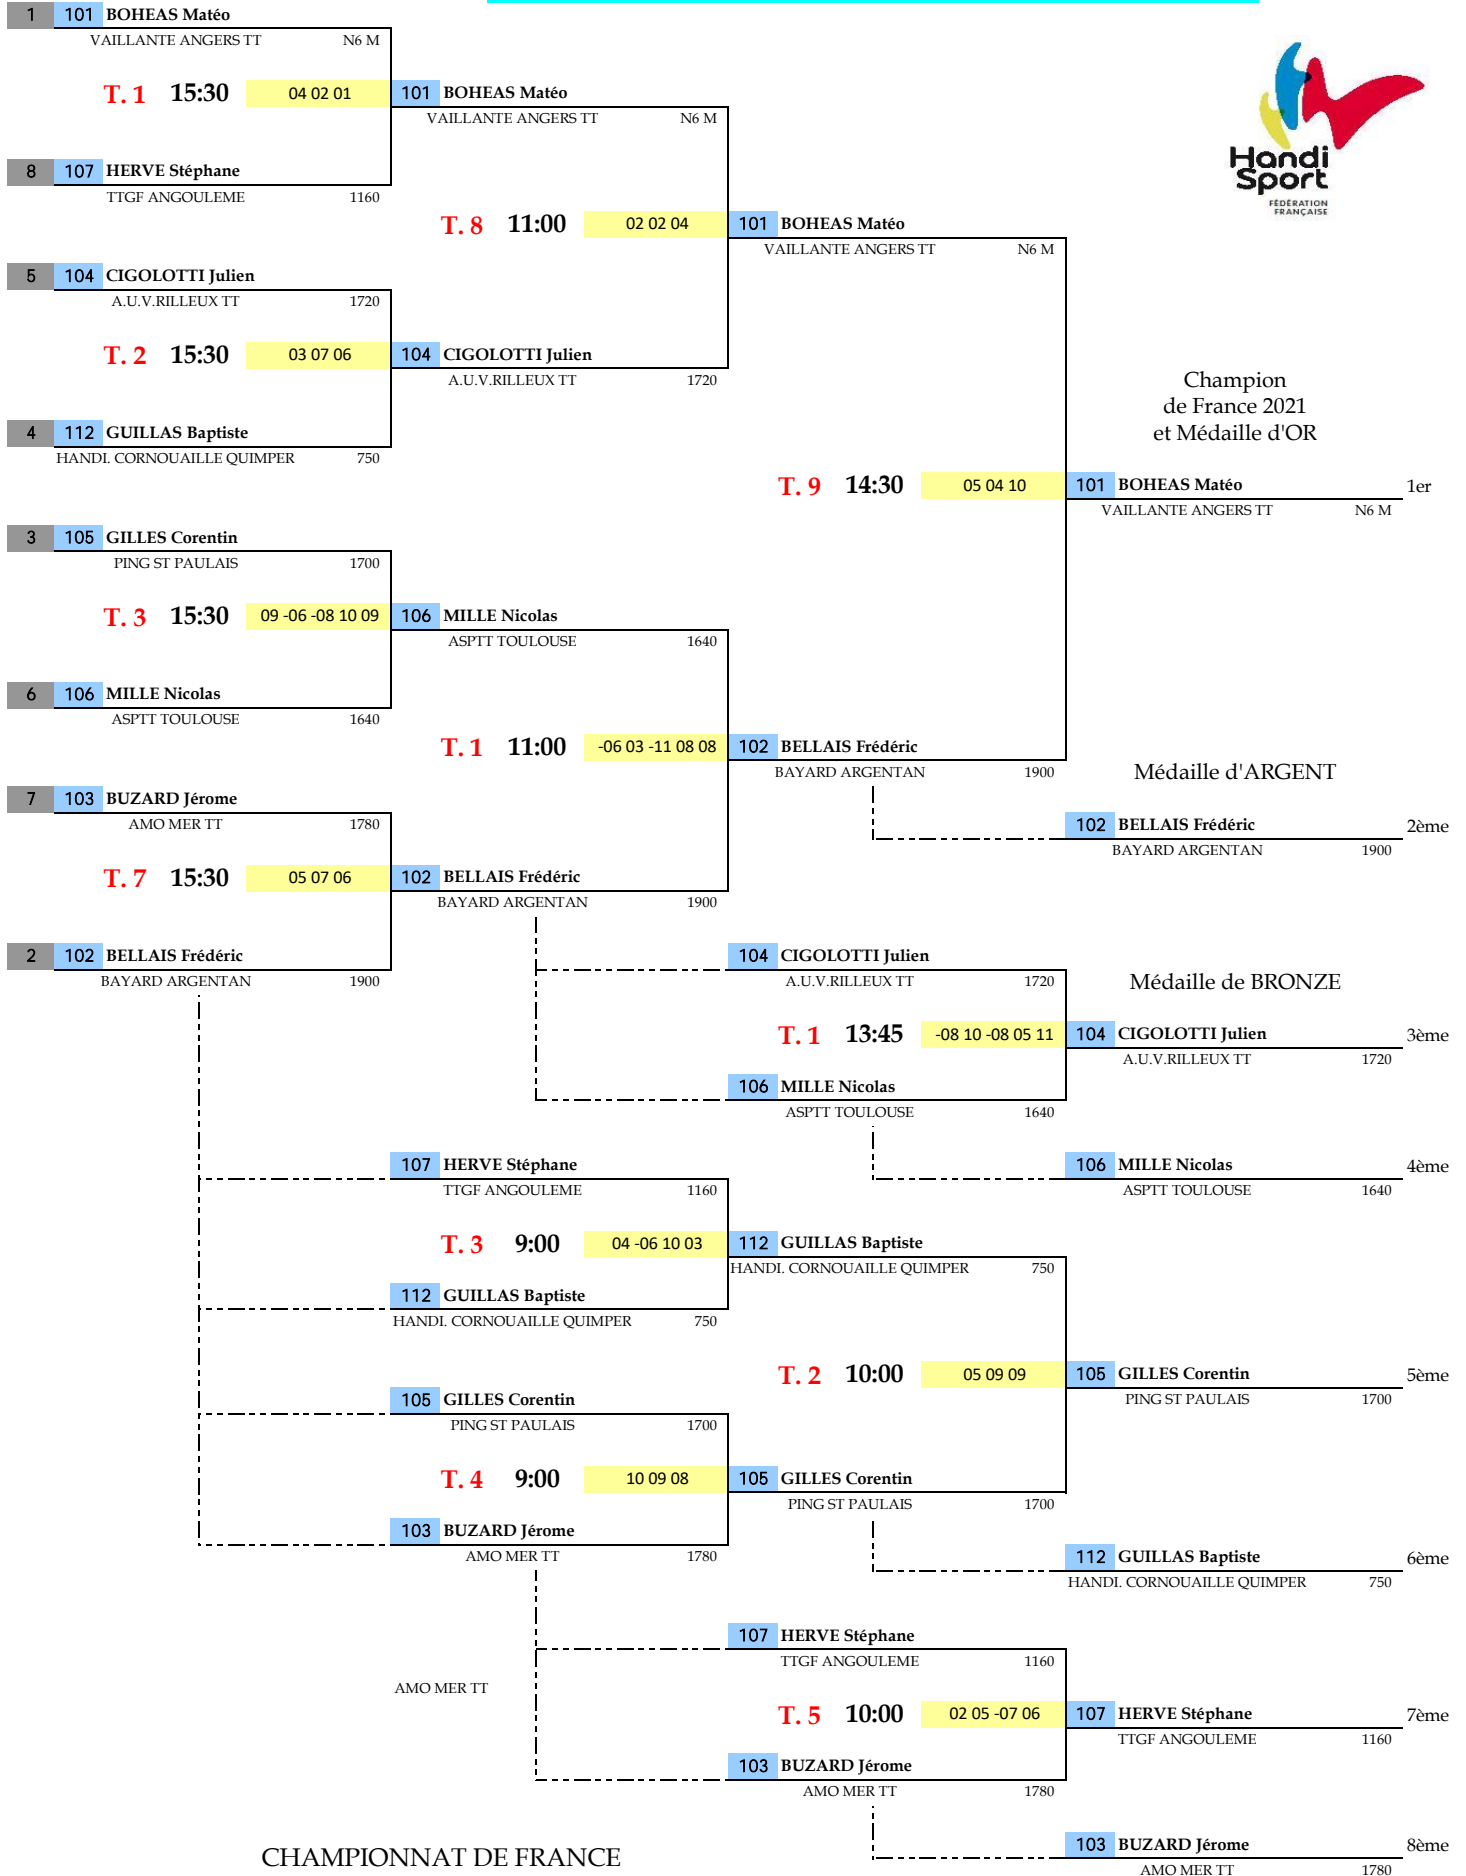 1 101 BOHEAS Matéo
VAILLANTE ANGERS TT N6 M
T. 1 15:30 04 02 01 101 BOHEAS Matéo
VAILLANTE ANGERS TT N6 M
Handi
Sport
FÉDÉRATION
FRANÇAISE
8 107 HERVE Stéphane
TTGF ANGOULEME 1160
T. 8 11:00 02 02 04 101 BOHEAS Matéo
VAILLANTE ANGERS TT N6 M
5 104 CIGOLOTTI Julien
A.U.V.RILLEUX TT 1720
T. 2 15:30 03 07 06 104 CIGOLOTTI Julien
A.U.V.RILLEUX TT 1720
Champion
de France 2021
et Médaille d'OR
4 112 GUILLAS Baptiste
HANDI. CORNOUAILLE QUIMPER 750
T. 9 14:30 05 04 10 101 BOHEAS Matéo 1er
VAILLANTE ANGERS TT N6 M
3 105 GILLES Corentin
PING ST PAULAIS 1700
T. 3 15:30 09 -06 -08 10 09 106 MILLE Nicolas
ASPTT TOULOUSE 1640
6 106 MILLE Nicolas
ASPTT TOULOUSE 1640
T. 1 11:00 -06 03 -11 08 08 102 BELLAIS Frédéric
BAYARD ARGENTAN 1900
Médaille d'ARGENT
7 103 BUZARD Jérome
AMO MER TT 1780
102 BELLAIS Frédéric 2ème
BAYARD ARGENTAN 1900
T. 7 15:30 05 07 06 102 BELLAIS Frédéric
BAYARD ARGENTAN 1900
2 102 BELLAIS Frédéric
BAYARD ARGENTAN 1900
104 CIGOLOTTI Julien
A.U.V.RILLEUX TT 1720
Médaille de BRONZE
T. 1 13:45 -08 10 -08 05 11 104 CIGOLOTTI Julien 3ème
A.U.V.RILLEUX TT 1720
106 MILLE Nicolas
ASPTT TOULOUSE 1640
107 HERVE Stéphane
TTGF ANGOULEME 1160
106 MILLE Nicolas 4ème
ASPTT TOULOUSE 1640
T. 3 9:00 04 -06 10 03 112 GUILLAS Baptiste
HANDI. CORNOUAILLE QUIMPER 750
112 GUILLAS Baptiste
HANDI. CORNOUAILLE QUIMPER 750
T. 2 10:00 05 09 09 105 GILLES Corentin 5ème
PING ST PAULAIS 1700
105 GILLES Corentin
PING ST PAULAIS 1700
T. 4 9:00 10 09 08 105 GILLES Corentin
PING ST PAULAIS 1700
103 BUZARD Jérome
AMO MER TT 1780
112 GUILLAS Baptiste 6ème
HANDI. CORNOUAILLE QUIMPER 750
107 HERVE Stéphane
TTGF ANGOULEME 1160
AMO MER TT
T. 5 10:00 02 05 -07 06 107 HERVE Stéphane 7ème
TTGF ANGOULEME 1160
103 BUZARD Jérome
AMO MER TT 1780
CHAMPIONNAT DE FRANCE
103 BUZARD Jérome 8ème
AMO MER TT 1780